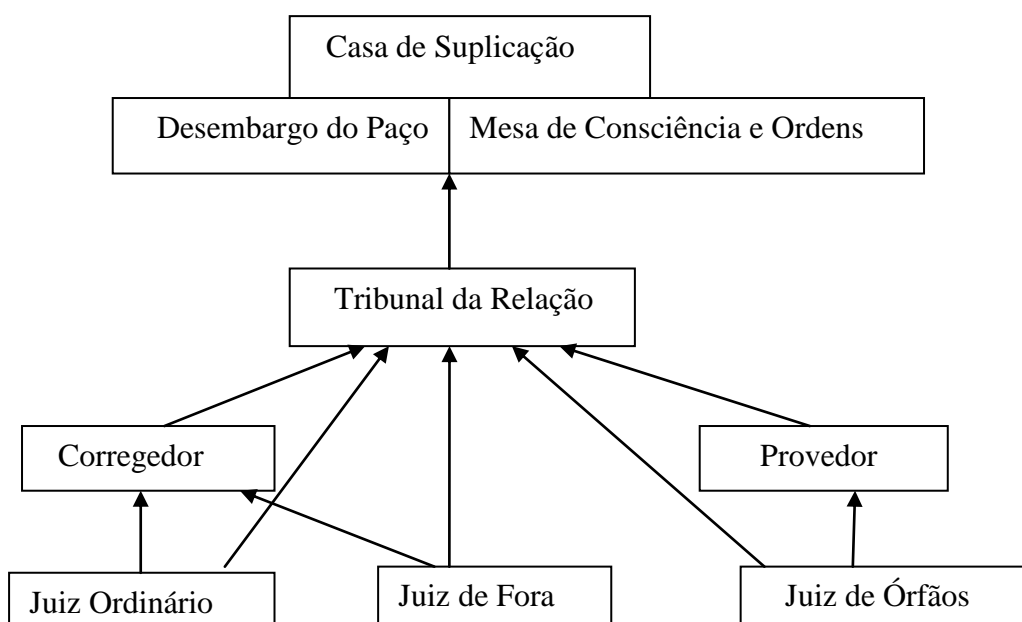 Casa de Suplicação
Desembargo do Paço
Mesa de Consciência e Ordens
Tribunal da Relação
Corregedor
Provedor
Juiz Ordinário
Juiz de Fora
Juiz de Órfãos